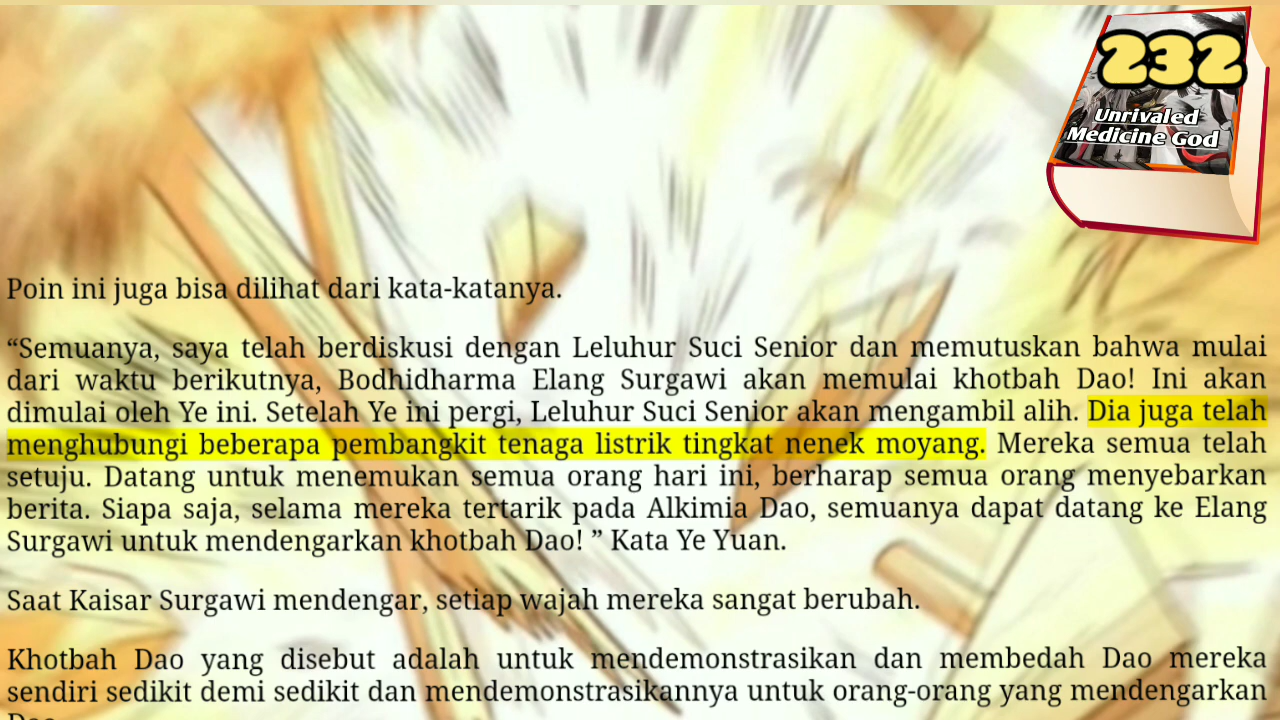 232
Unrivaled
Medicine God
Poin ini juga bisa dilihat dari kata-katanya.
“Semuanya, saya telah berdiskusi dengan Leluhur Suci Senior dan memutuskan bahwa mulai
dari waktu berikutnya, Bodhidharma Elang Surgawi akan memulai khotbah Dao! Ini akan
dimulai oleh Ye ini. Setelah Ye ini pergi, Leluhur Suci Senior akan mengambil alih. Dia juga telah
menghubungi beberapa pembangkit tenaga listrik tingkat nenek moyang. Mereka semua telah
setuju. Datang untuk menemukan semua orang hari ini, berharap semua orang menyebarkan
berita. Siapa saja, selama mereka tertarik pada Alkimia Dao, semuanya dapat datang ke Elang
Surgawi untuk mendengarkan khotbah Dao! ” Kata Ye Yuan.
Saat Kaisar Surgawi mendengar, setiap wajah mereka sangat berubah.
Khotbah Dao yang disebut adalah untuk mendemonstrasikan dan membedah Dao mereka
sendiri sedikit demi sedikit dan mendemonstrasikannya untuk orang-orang yang mendengarkan